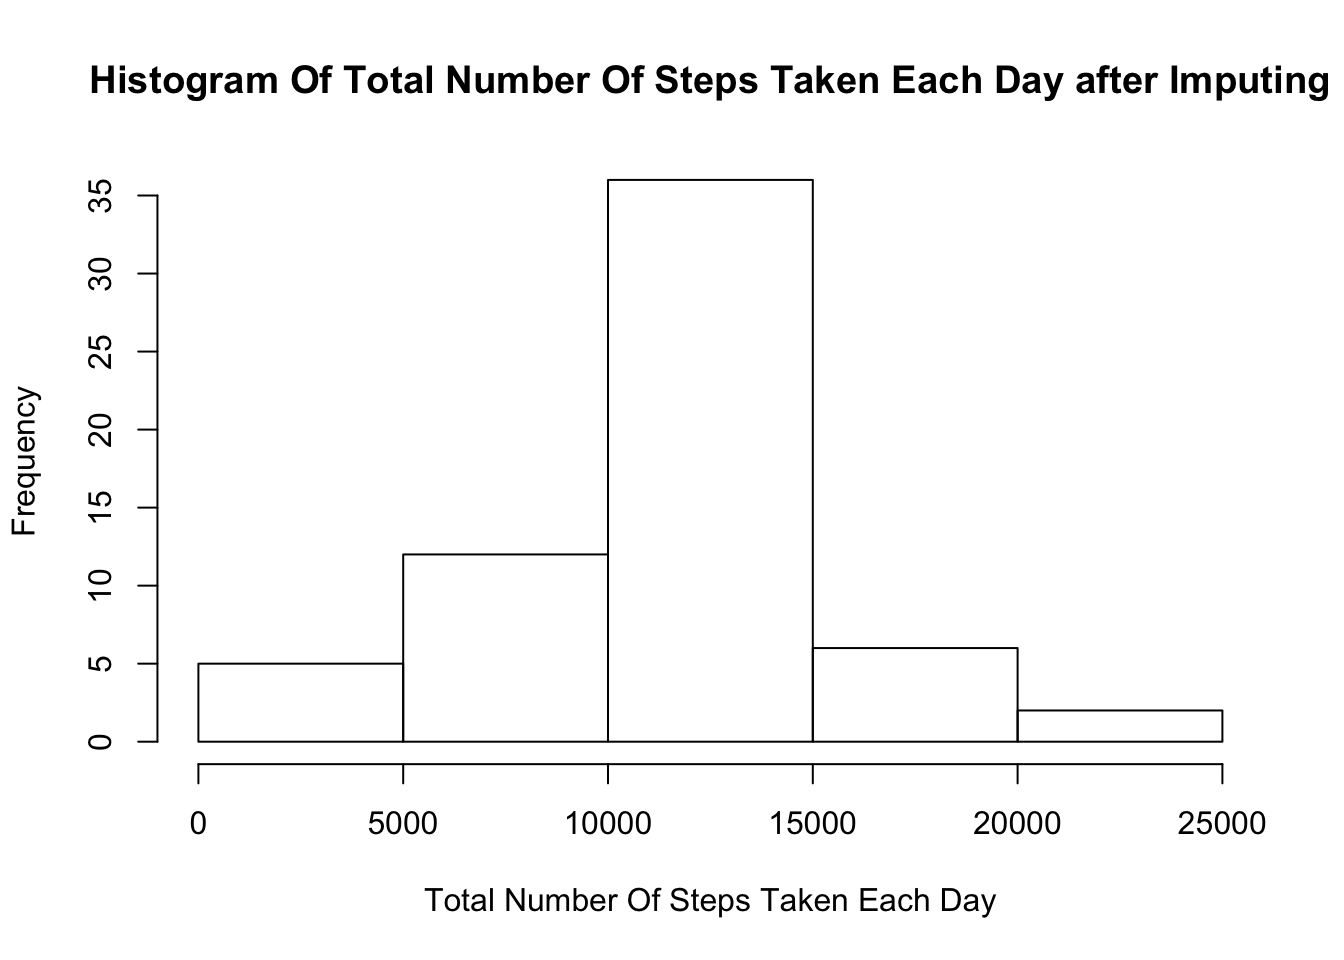 Histogram Of Total Number Of Steps Taken Each Day after Imputing
35
30
25
20
15
10
5
0
Frequency
0 5000 10000 15000 20000 25000
Total Number Of Steps Taken Each Day